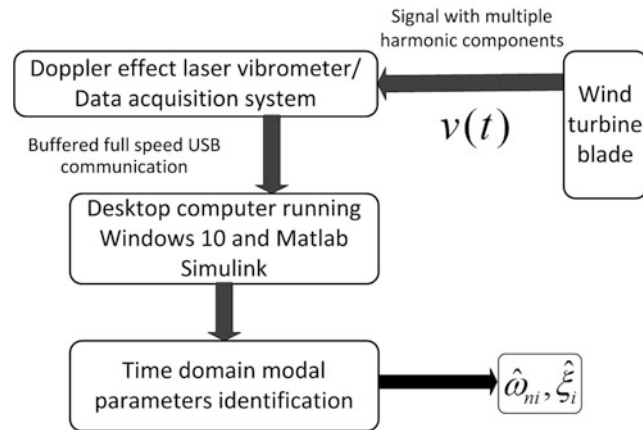 Signal with multiple
harmonic components
Doppler effect laser vibrometer/
Data acquisition system
v(t)
Wind
turbine
blade
Buffered full speed USB
communication
Desktop computer running
Windows 10 and Matlab
Simulink
Time domain modal
parameters identification
ω̂ₙᵢ, ξ̂ᵢ